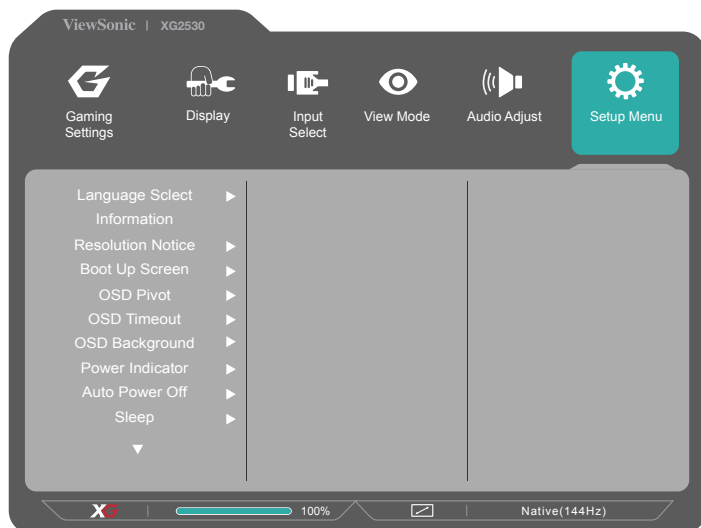 ViewSonic | XG2530
Gaming
Settings
Display
Input
Select
View Mode
Audio Adjust
Setup Menu
Language Sclect
Information
Resolution Notice
Boot Up Screen
OSD Pivot
OSD Timeout
OSD Background
Power Indicator
Auto Power Off
Sleep
XG
100%
Native(144Hz)